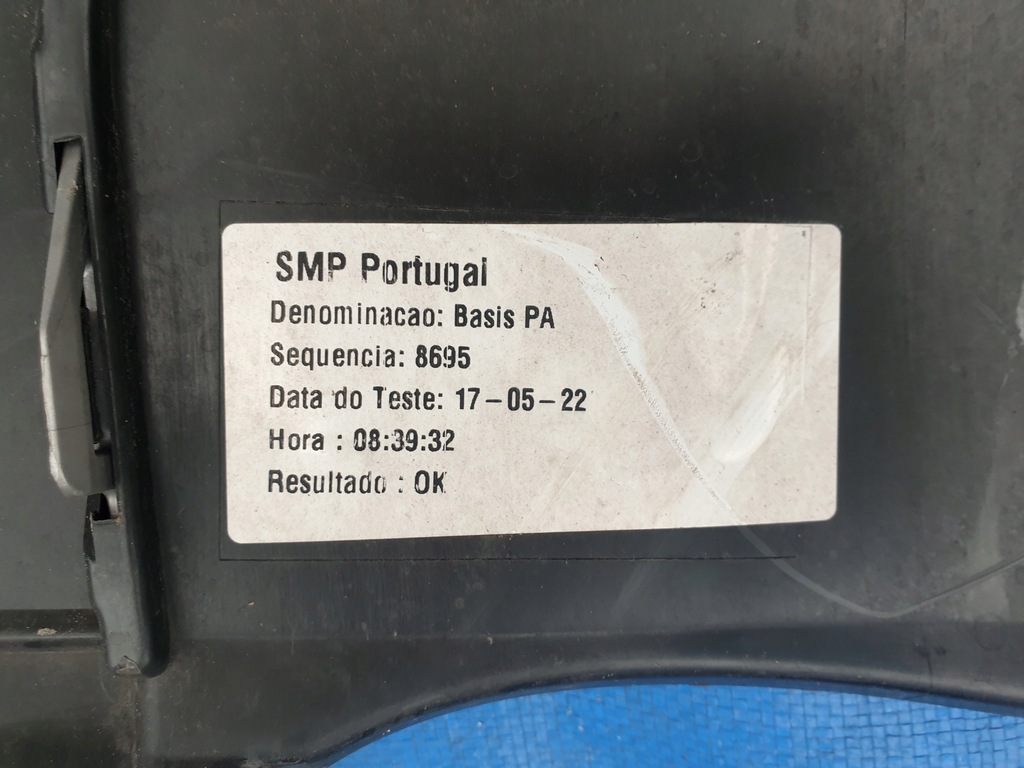 SMP Portugal
Denominacao: Basis PA
Sequencia: 8695
Data do Teste: 17-05-22
Hora : 08:39:32
Resultado : OK